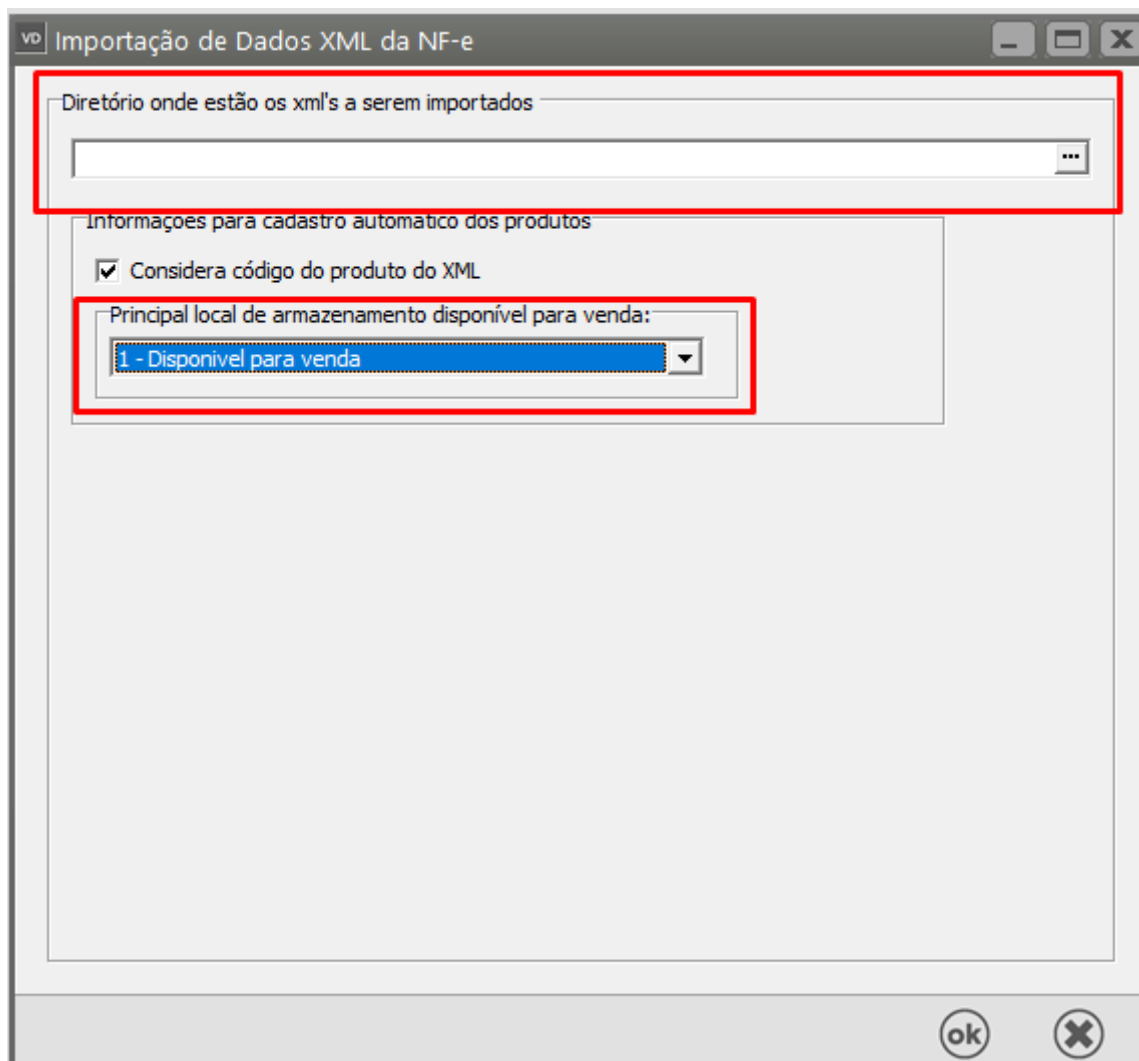 VD Importação de Dados XML da NF-e
Diretório onde estão os xml's a serem importados
...
Informações para cadastro automático dos produtos
Considera código do produto do XML
Principal local de armazenamento disponível para venda:
1 - Disponivel para venda
ok